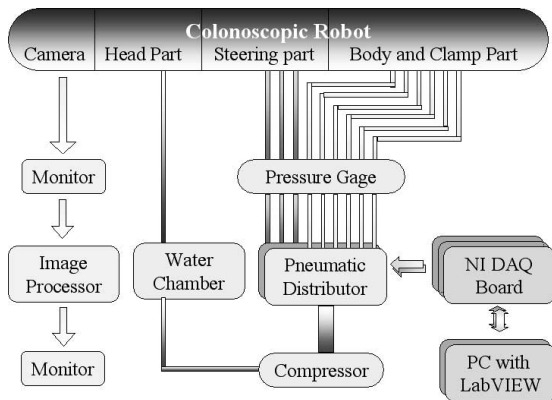 Colonoscopic Robot
Camera
Head Part
Steering part
Body and Clamp Part
Monitor
Pressure Gage
Image
Processor
Water
Chamber
Pneumatic
Distributor
NI DAQ
Board
Monitor
Compressor
PC with
LabVIEW